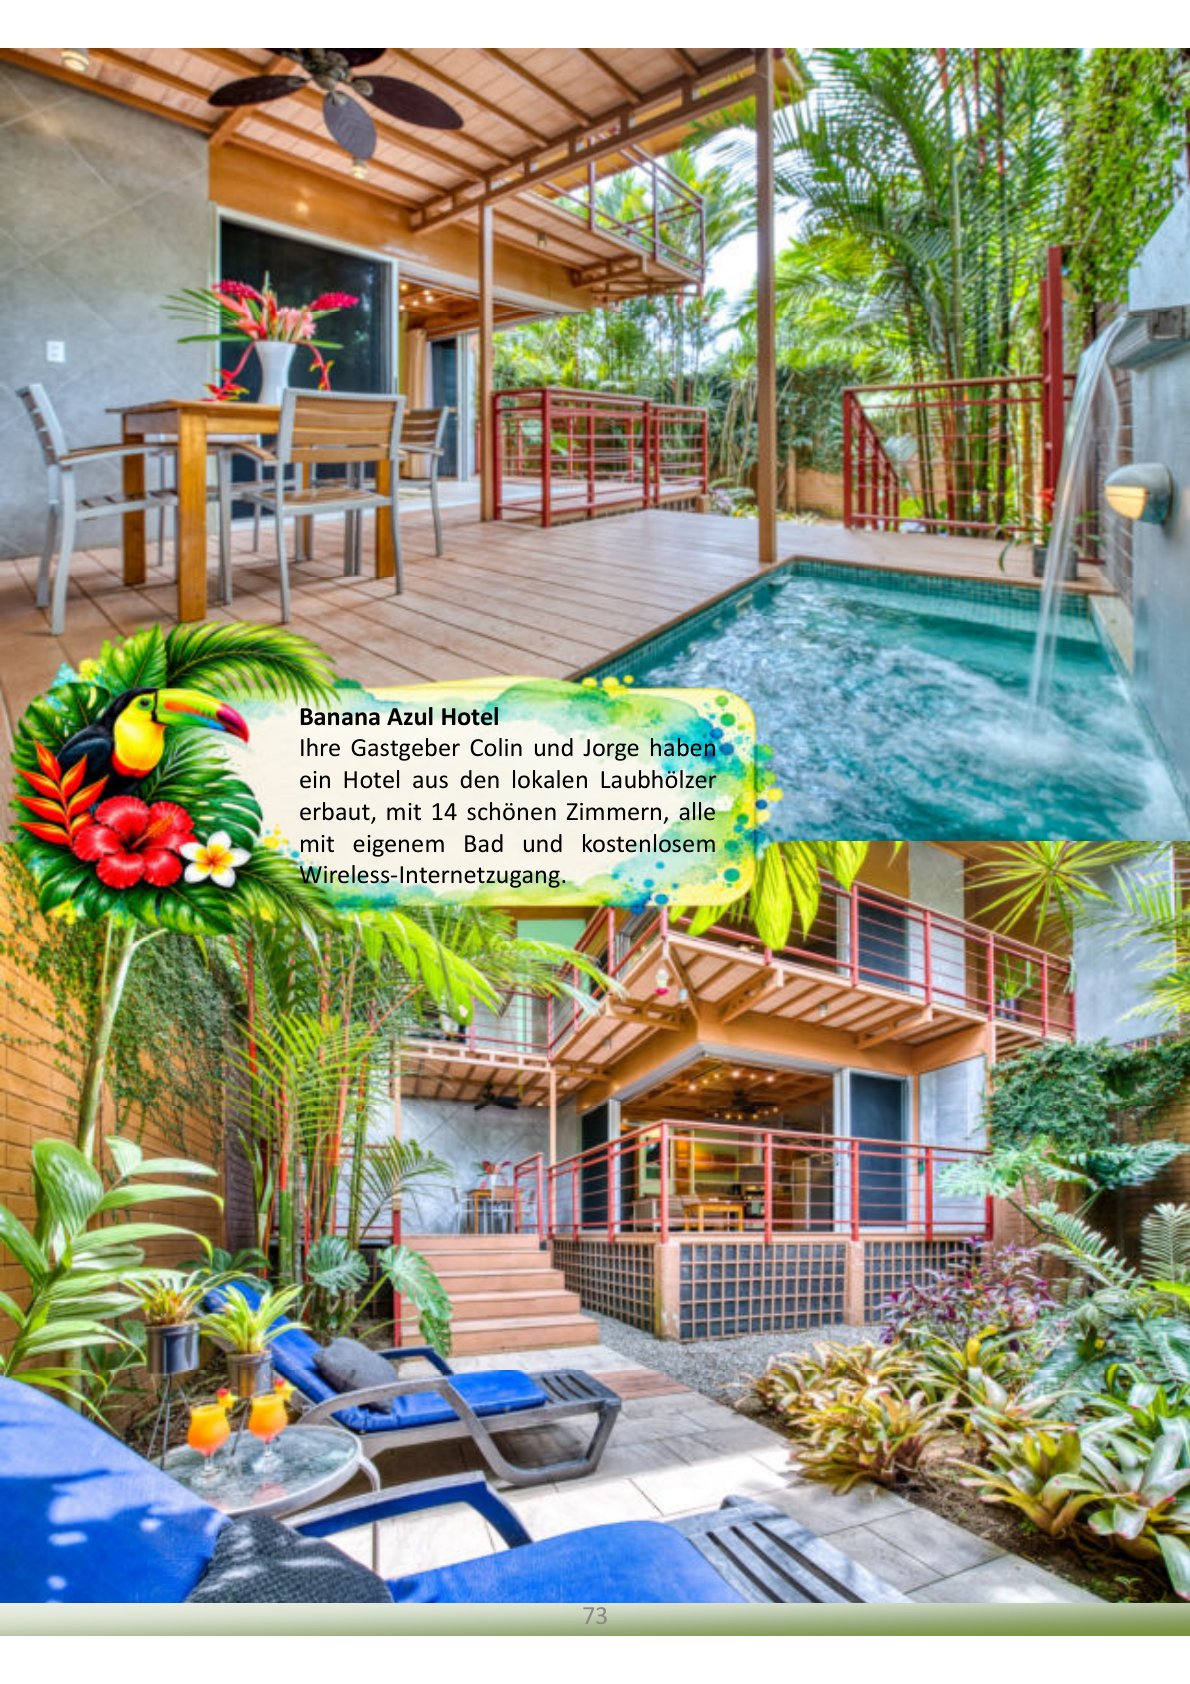 Banana Azul Hotel
Ihre Gastgeber Colin und Jorge haben
ein Hotel aus den lokalen Laubhölzer
erbaut, mit 14 schönen Zimmern, alle
mit eigenem Bad und kostenlosem
Wireless-Internetzugang.
73